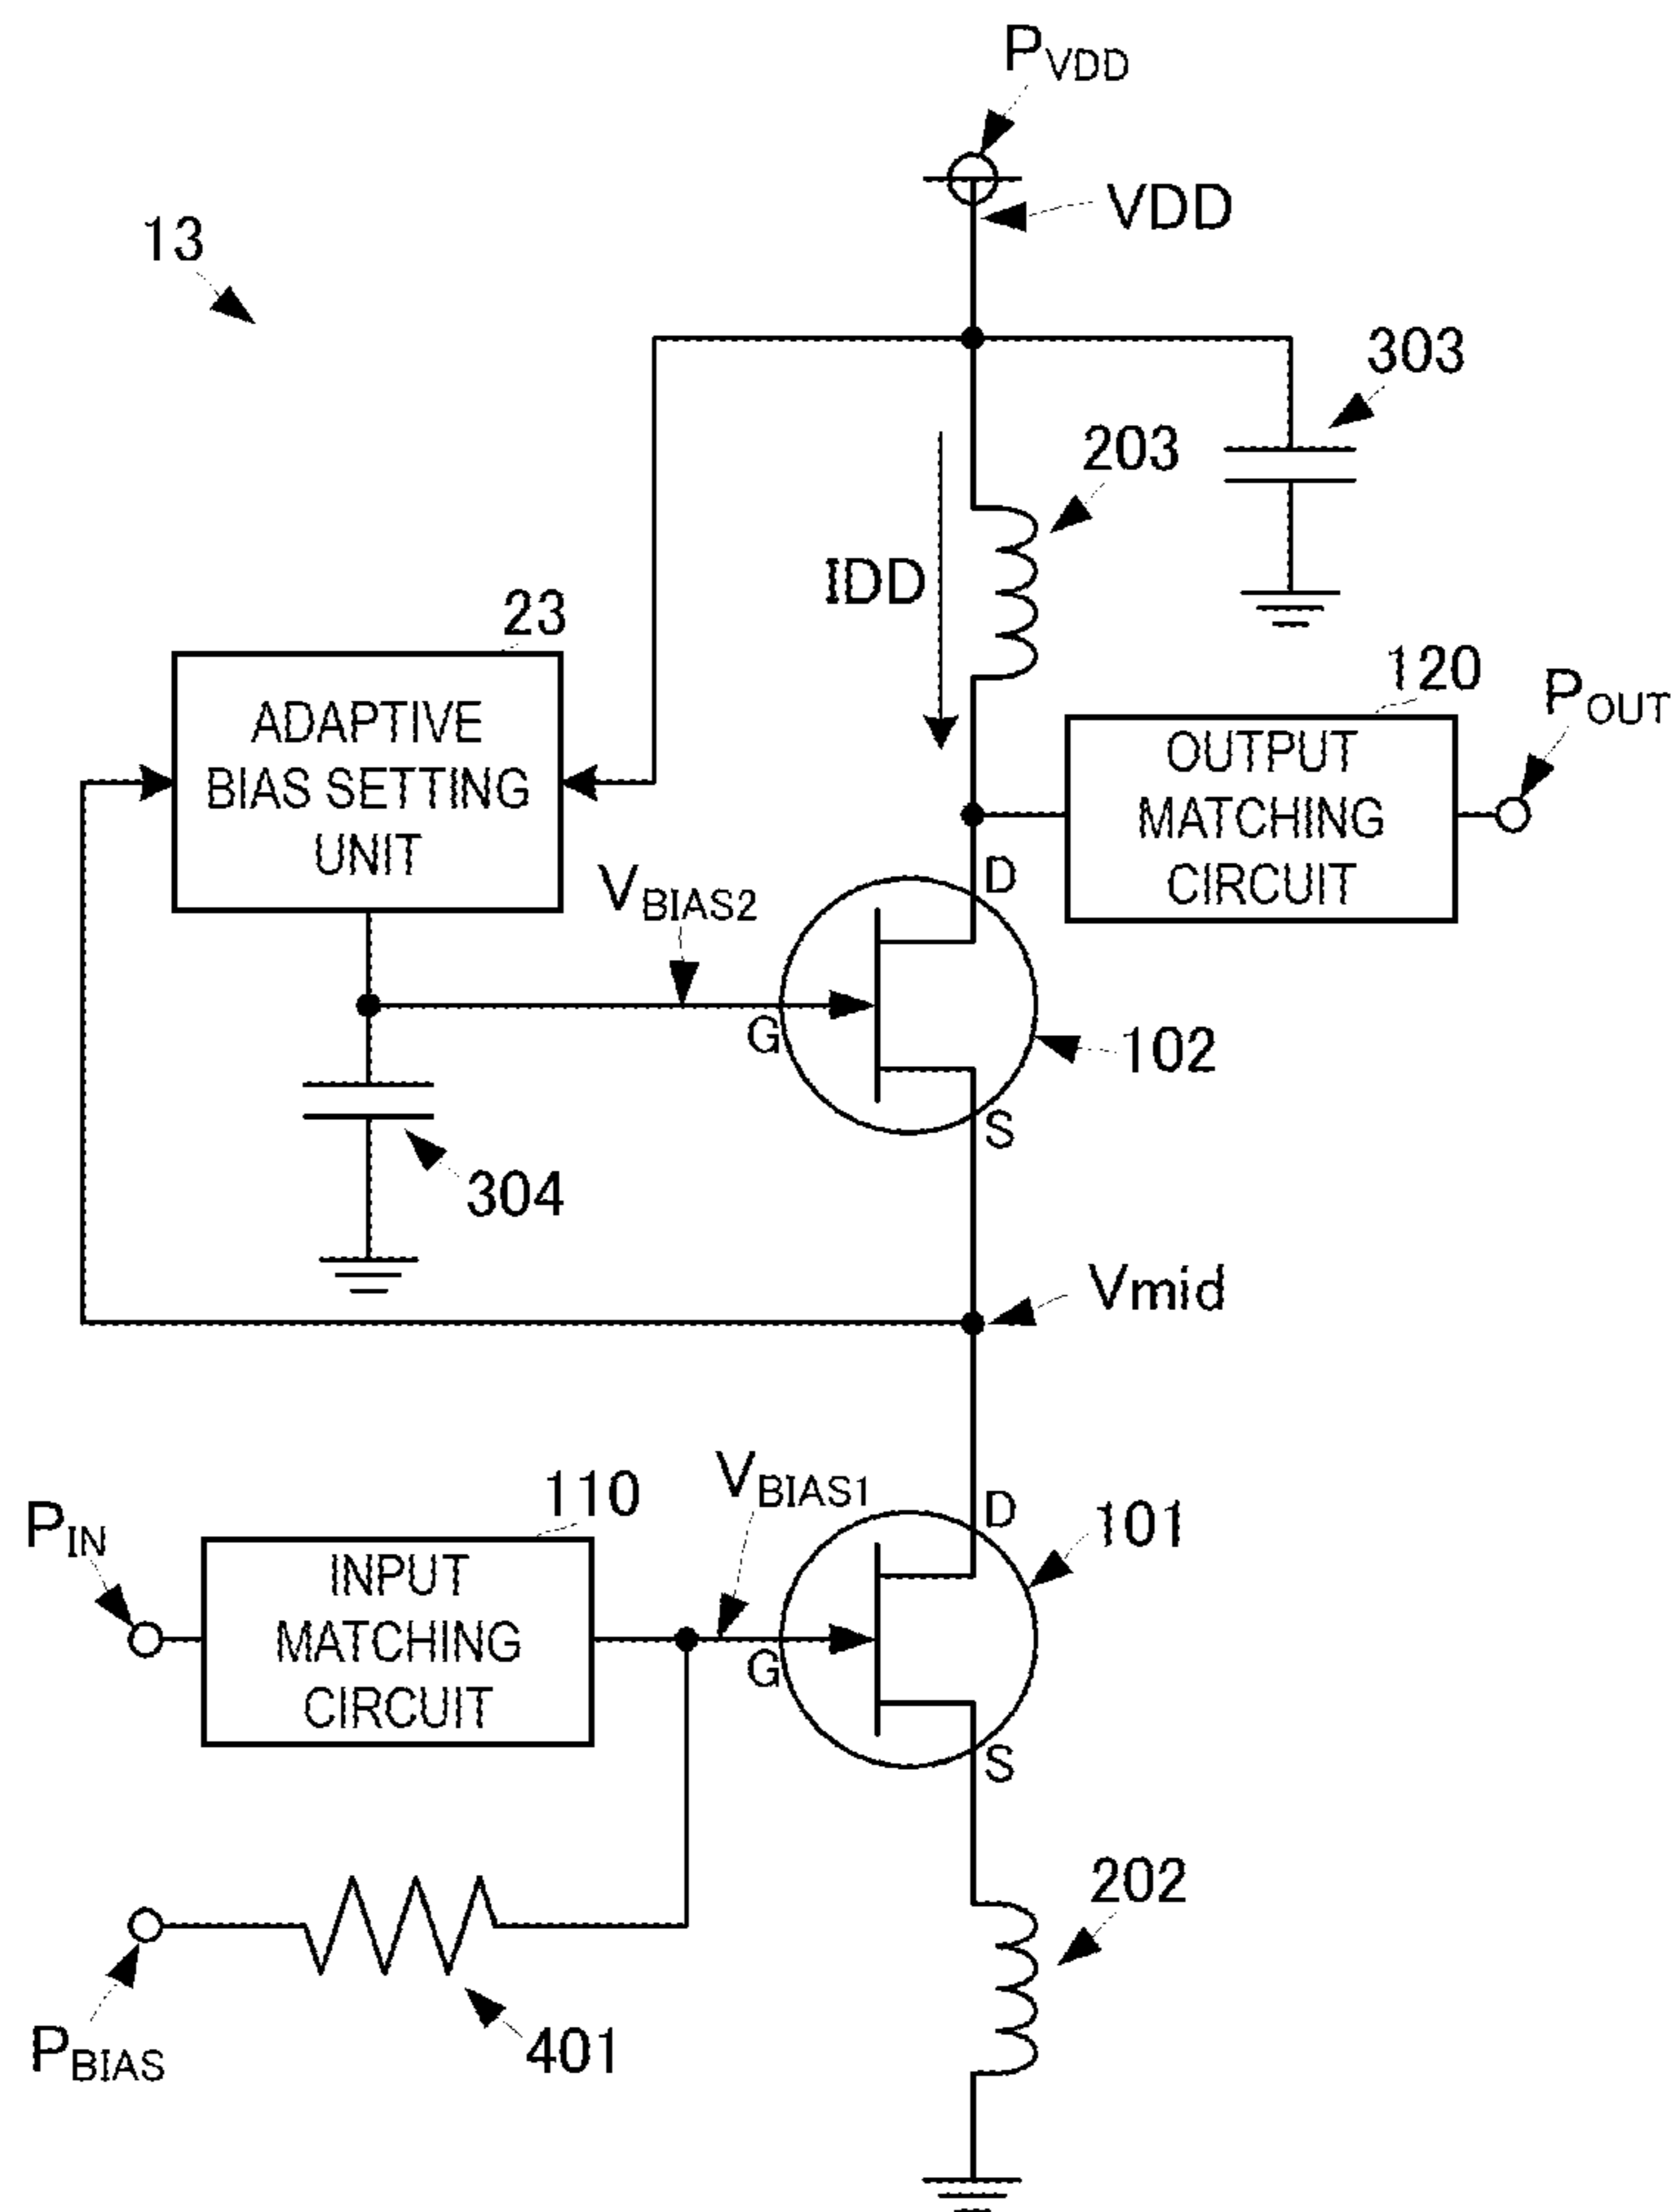 PVDD
VDD
13
303
203
IDD
23
ADAPTIVE
BIAS SETTING
UNIT
120
POUT
OUTPUT
MATCHING
CIRCUIT
D
VBIAS2
G
102
S
304
Vmid
VBIAS1
110
D
101
PIN
INPUT
MATCHING
CIRCUIT
G
S
202
PBIAS
401